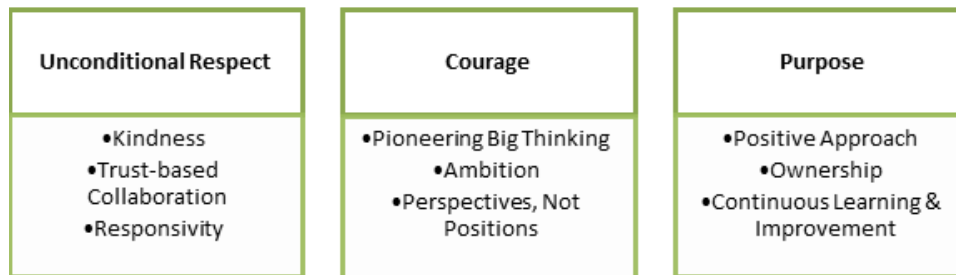 Unconditional Respect
•Kindness
•Trust-based
Collaboration
•Responsivity
Courage
•Pioneering Big Thinking
•Ambition
•Perspectives, Not
Positions
Purpose
•Positive Approach
•Ownership
•Continuous Learning &
Improvement